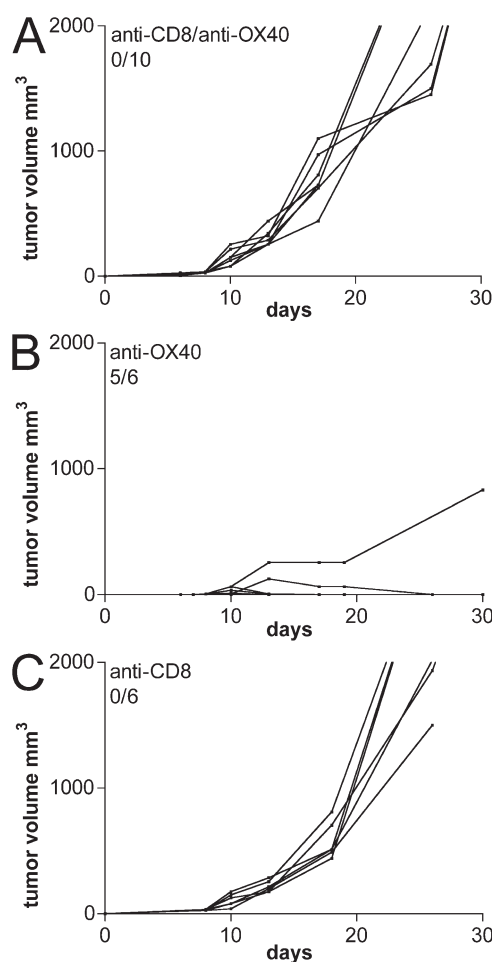 A
anti-CD8/anti-OX40
0/10
tumor volume mm³
2000
1000
0
0 10 20 30
days
B
anti-OX40
5/6
tumor volume mm³
2000
1000
0
0 10 20 30
days
C
anti-CD8
0/6
tumor volume mm³
2000
1000
0
0 10 20 30
days